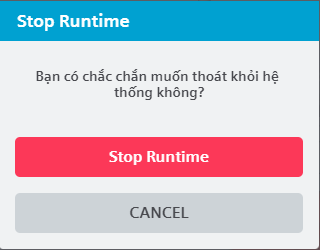 Stop Runtime
Bạn có chắc chắn muốn thoát khỏi hệ
thống không?
Stop Runtime
CANCEL